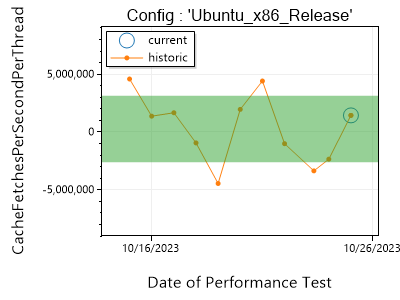 Config : 'Ubuntu_x86_Release'
current
historic
CacheFetchesPerSecondPerThread
5,000,000
0
-5,000,000
10/16/2023
10/26/2023
Date of Performance Test